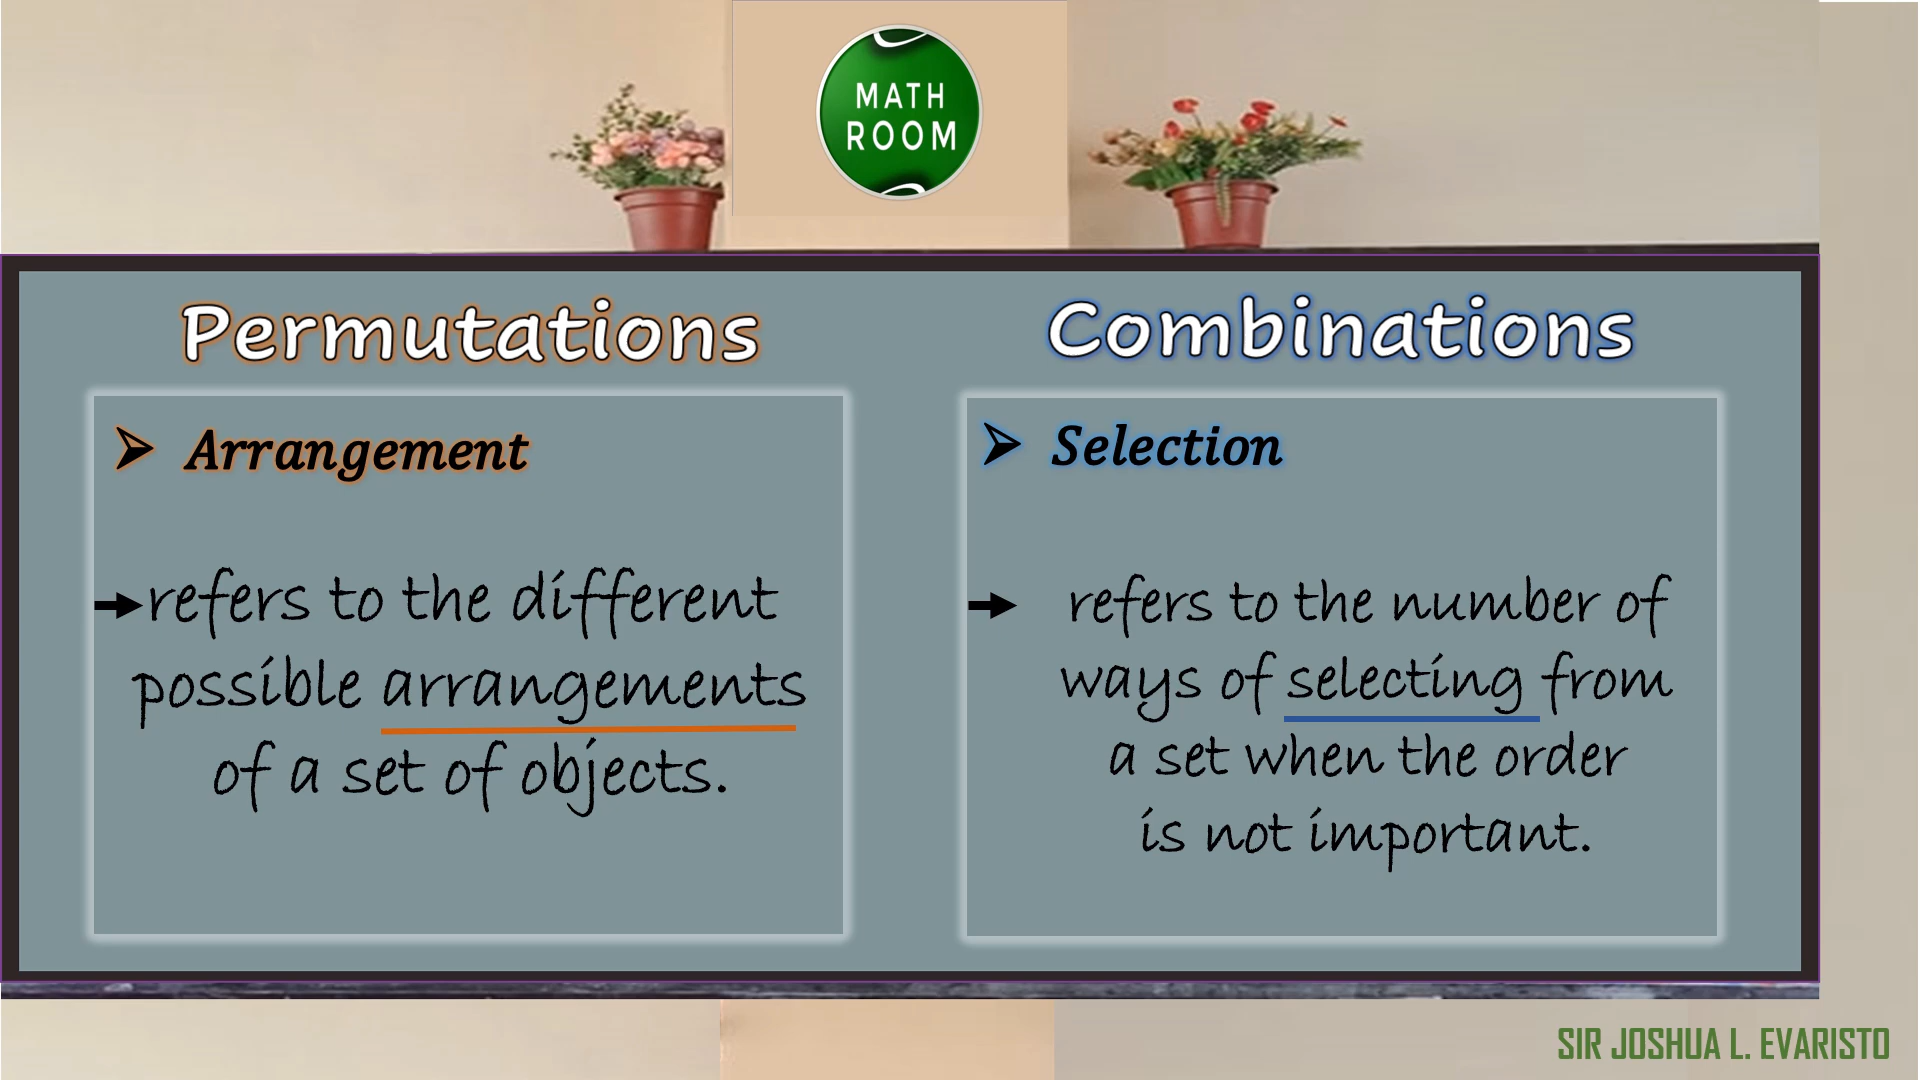 MATH
ROOM
Permutations
Arrangement
refers to the different
possible arrangements
of a set of objects.
Combinations
Selection
refers to the number of
ways of selecting from
a set when the order
is not important.
SIR JOSHUA L. EVARISTO